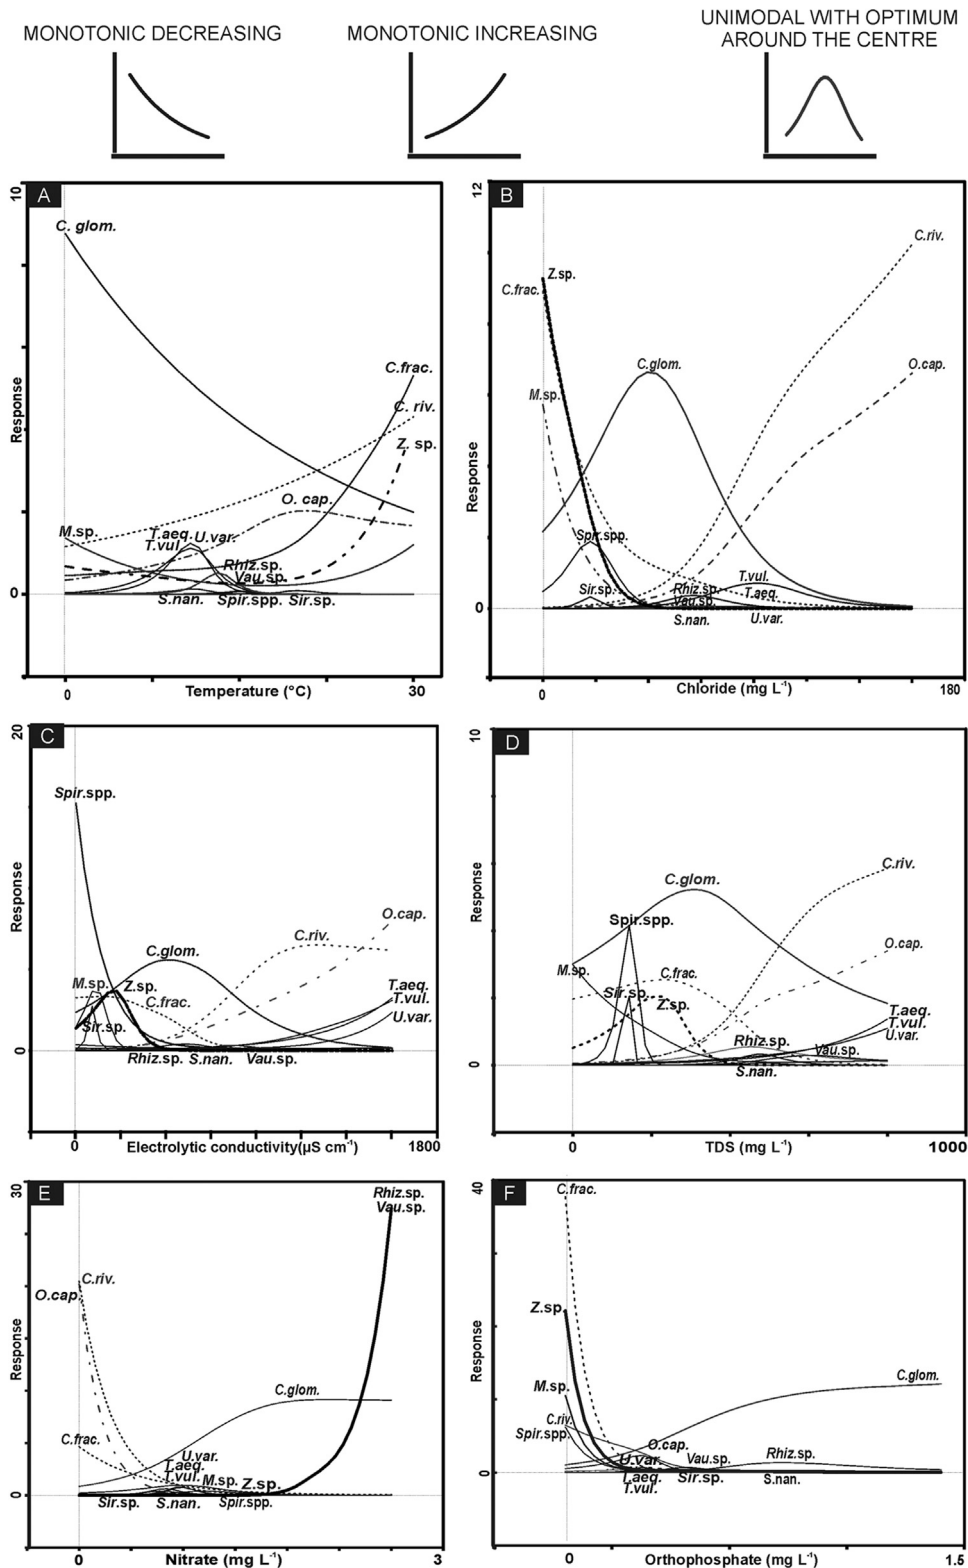 MONOTONIC DECREASING
MONOTONIC INCREASING
UNIMODAL WITH OPTIMUM
AROUND THE CENTRE
A
10
Response
0
C. glom.
C.frac.
C. riv.
Z. sp.
O. cap.
M.sp.
T.aeq.
U.var.
T.vul.
Rhiz.sp.
Vau.sp.
S.nan.
Spir.spp.
Sir.sp.
0
Temperature (°C)
30
B
12
Response
0
C.riv.
Z.sp.
C.frac.
O.cap.
C.glom.
M.sp.
Spir.spp.
Sir.sp.
Rhiz.sp.
Vau.sp.
T.vul.
T.aeq.
S.nan.
U.var.
0
Chloride (mg L-1)
180
C
20
Response
0
Spir.spp.
O.cap.
C.riv.
C.glom.
M.sp.
Z.sp.
C.frac.
T.aeq.
T.vul.
U.var.
Sir.sp.
Rhiz.sp.
S.nan.
Vau.sp.
0
Electrolytic conductivity(µS cm-1)
1800
D
10
Response
0
C.riv.
C.glom.
Spir.spp.
O.cap.
M.sp.
C.frac.
Sir.sp.
Z.sp.
T.aeq.
T.vul.
U.var.
Rhiz.sp.
Vau.sp.
S.nan.
0
TDS (mg L-1)
1000
E
30
Response
0
Rhiz.sp.
Vau.sp.
C.riv.
O.cap.
C.glom.
C.frac.
U.var.
T.aeq.
T.vul.
M.sp.
Z.sp.
Sir.sp.
S.nan.
Spir.spp.
0
Nitrate (mg L-1)
3
F
40
Response
0
C.frac.
Z.sp.
C.glom.
M.sp.
C.riv.
Spir.spp.
O.cap.
U.var.
Vau.sp.
Rhiz.sp.
T.aeq.
T.vul.
Sir.sp.
S.nan.
0
Orthophosphate (mg L-1)
1.5